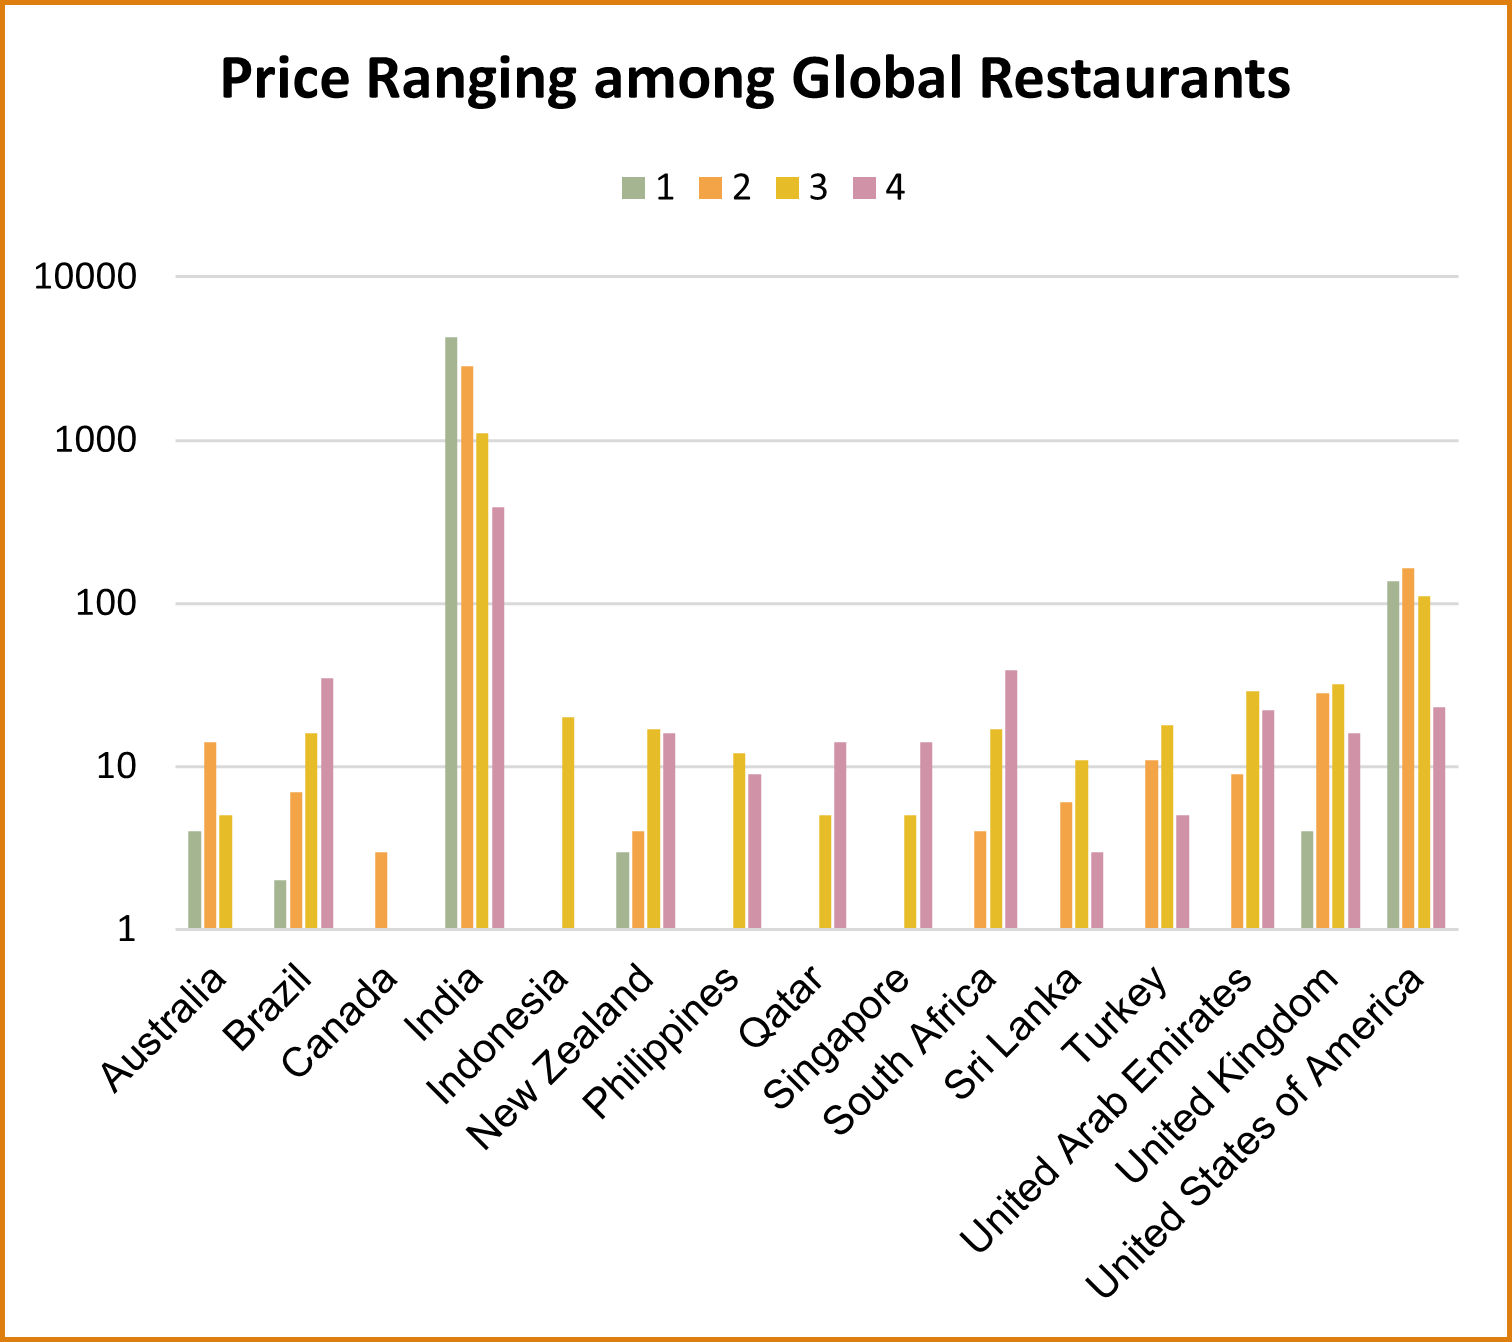 Price Ranging among Global Restaurants
1 2 3 4
10000
1000
100
10
1
Australia
Brazil
Canada
India
Indonesia
New Zealand
Philippines
Qatar
Singapore
South Africa
Sri Lanka
Turkey
United Arab Emirates
United Kingdom
United States of America